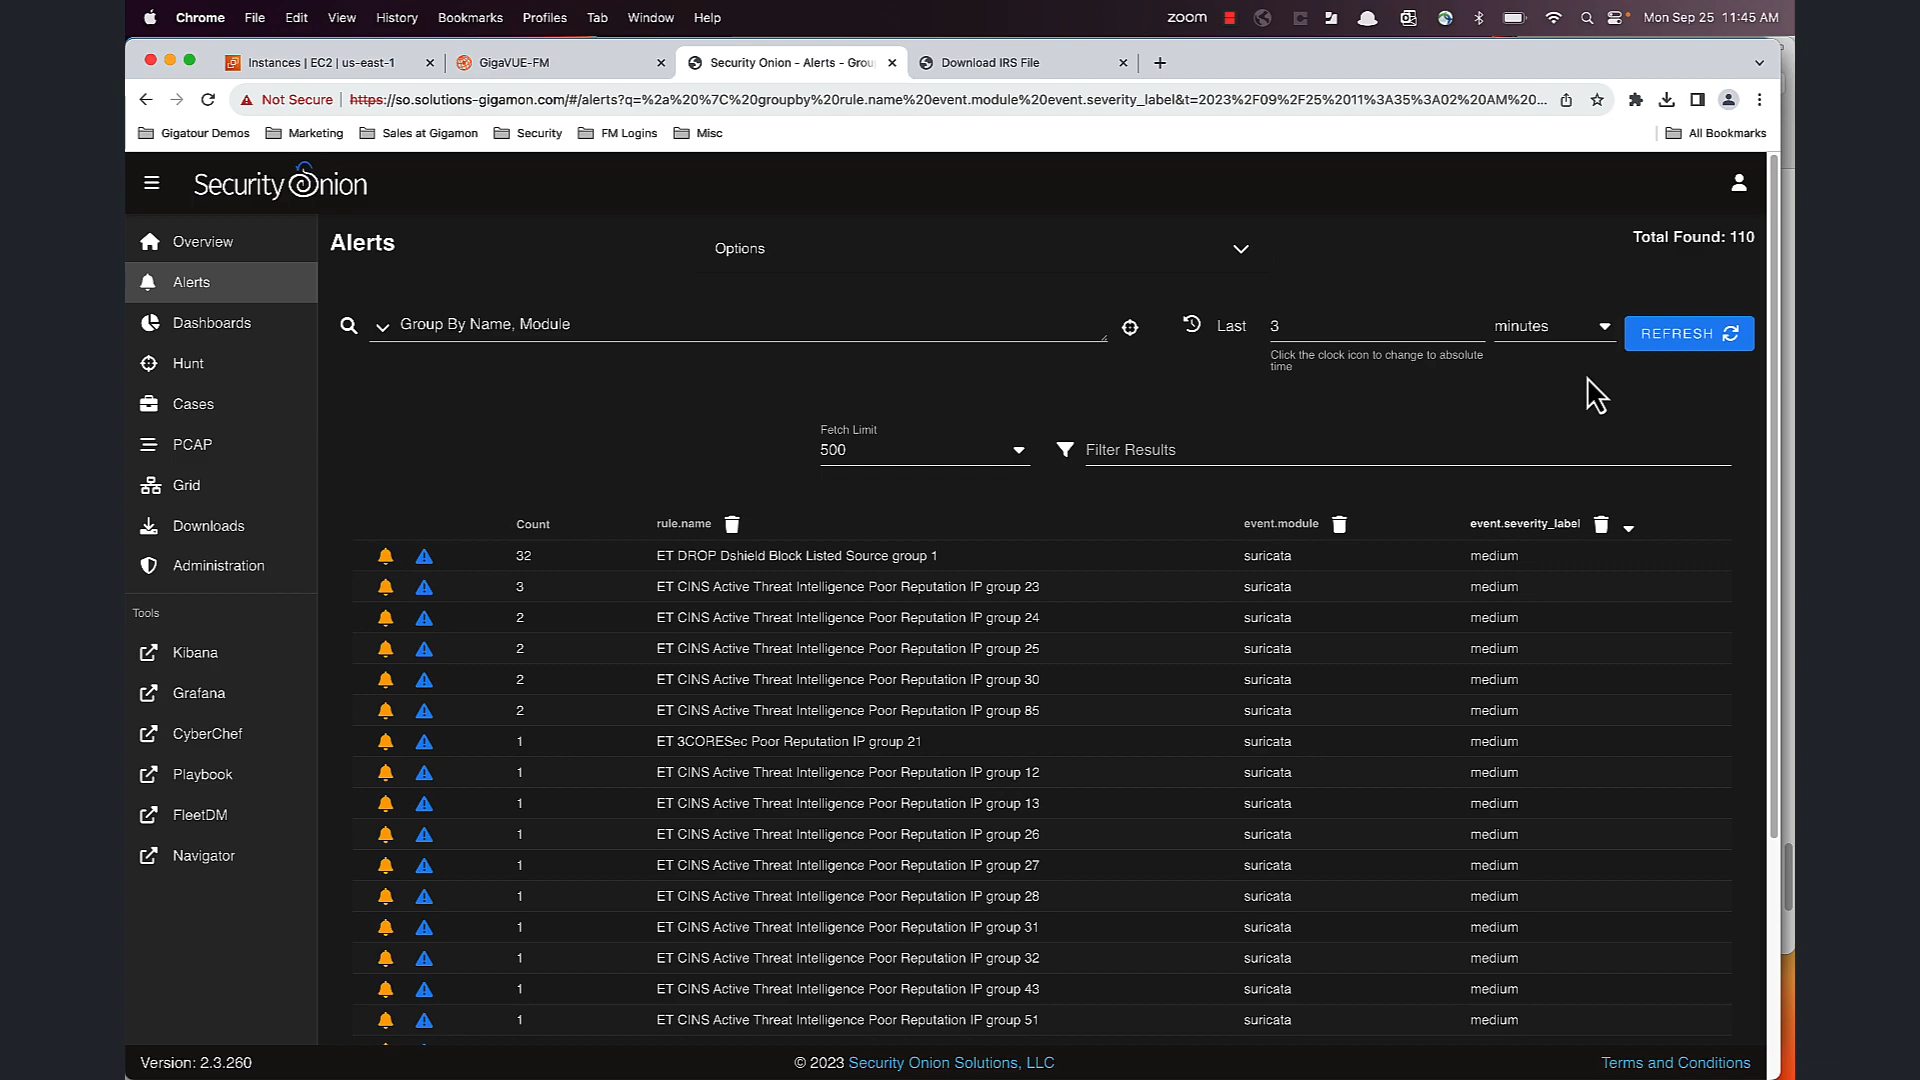 Chrome File Edit View History Bookmarks Profiles Tab Window Help zoom Mon Sep 25 11:45 AM
Instances | EC2 | us-east-1 GigaVUE-FM Security Onion - Alerts - Grou Download IRS File
Not Secure https://so.solutions-gigamon.com/#/alerts?q=%2a%20%7C%20groupby%20rule.name%20event.module%20event.severity_label&t=2023%2F09%2F25%2011%3A35%3A02%20AM%20...
Gigatour Demos Marketing Sales at Gigamon Security FM Logins Misc All Bookmarks
Security Onion
Overview
Alerts
Dashboards
Hunt
Cases
PCAP
Grid
Downloads
Administration
Tools
Kibana
Grafana
CyberChef
Playbook
FleetDM
Navigator
Alerts Options Total Found: 110
Group By Name, Module Last 3 minutes REFRESH
Click the clock icon to change to absolute
time
Fetch Limit
500 Filter Results
Count rule.name event.module event.severity_label
32 ET DROP Dshield Block Listed Source group 1 suricata medium
3 ET CINS Active Threat Intelligence Poor Reputation IP group 23 suricata medium
2 ET CINS Active Threat Intelligence Poor Reputation IP group 24 suricata medium
2 ET CINS Active Threat Intelligence Poor Reputation IP group 25 suricata medium
2 ET CINS Active Threat Intelligence Poor Reputation IP group 30 suricata medium
2 ET CINS Active Threat Intelligence Poor Reputation IP group 85 suricata medium
1 ET 3CORESec Poor Reputation IP group 21 suricata medium
1 ET CINS Active Threat Intelligence Poor Reputation IP group 12 suricata medium
1 ET CINS Active Threat Intelligence Poor Reputation IP group 13 suricata medium
1 ET CINS Active Threat Intelligence Poor Reputation IP group 26 suricata medium
1 ET CINS Active Threat Intelligence Poor Reputation IP group 27 suricata medium
1 ET CINS Active Threat Intelligence Poor Reputation IP group 28 suricata medium
1 ET CINS Active Threat Intelligence Poor Reputation IP group 31 suricata medium
1 ET CINS Active Threat Intelligence Poor Reputation IP group 32 suricata medium
1 ET CINS Active Threat Intelligence Poor Reputation IP group 43 suricata medium
1 ET CINS Active Threat Intelligence Poor Reputation IP group 51 suricata medium
Version: 2.3.260 © 2023 Security Onion Solutions, LLC Terms and Conditions